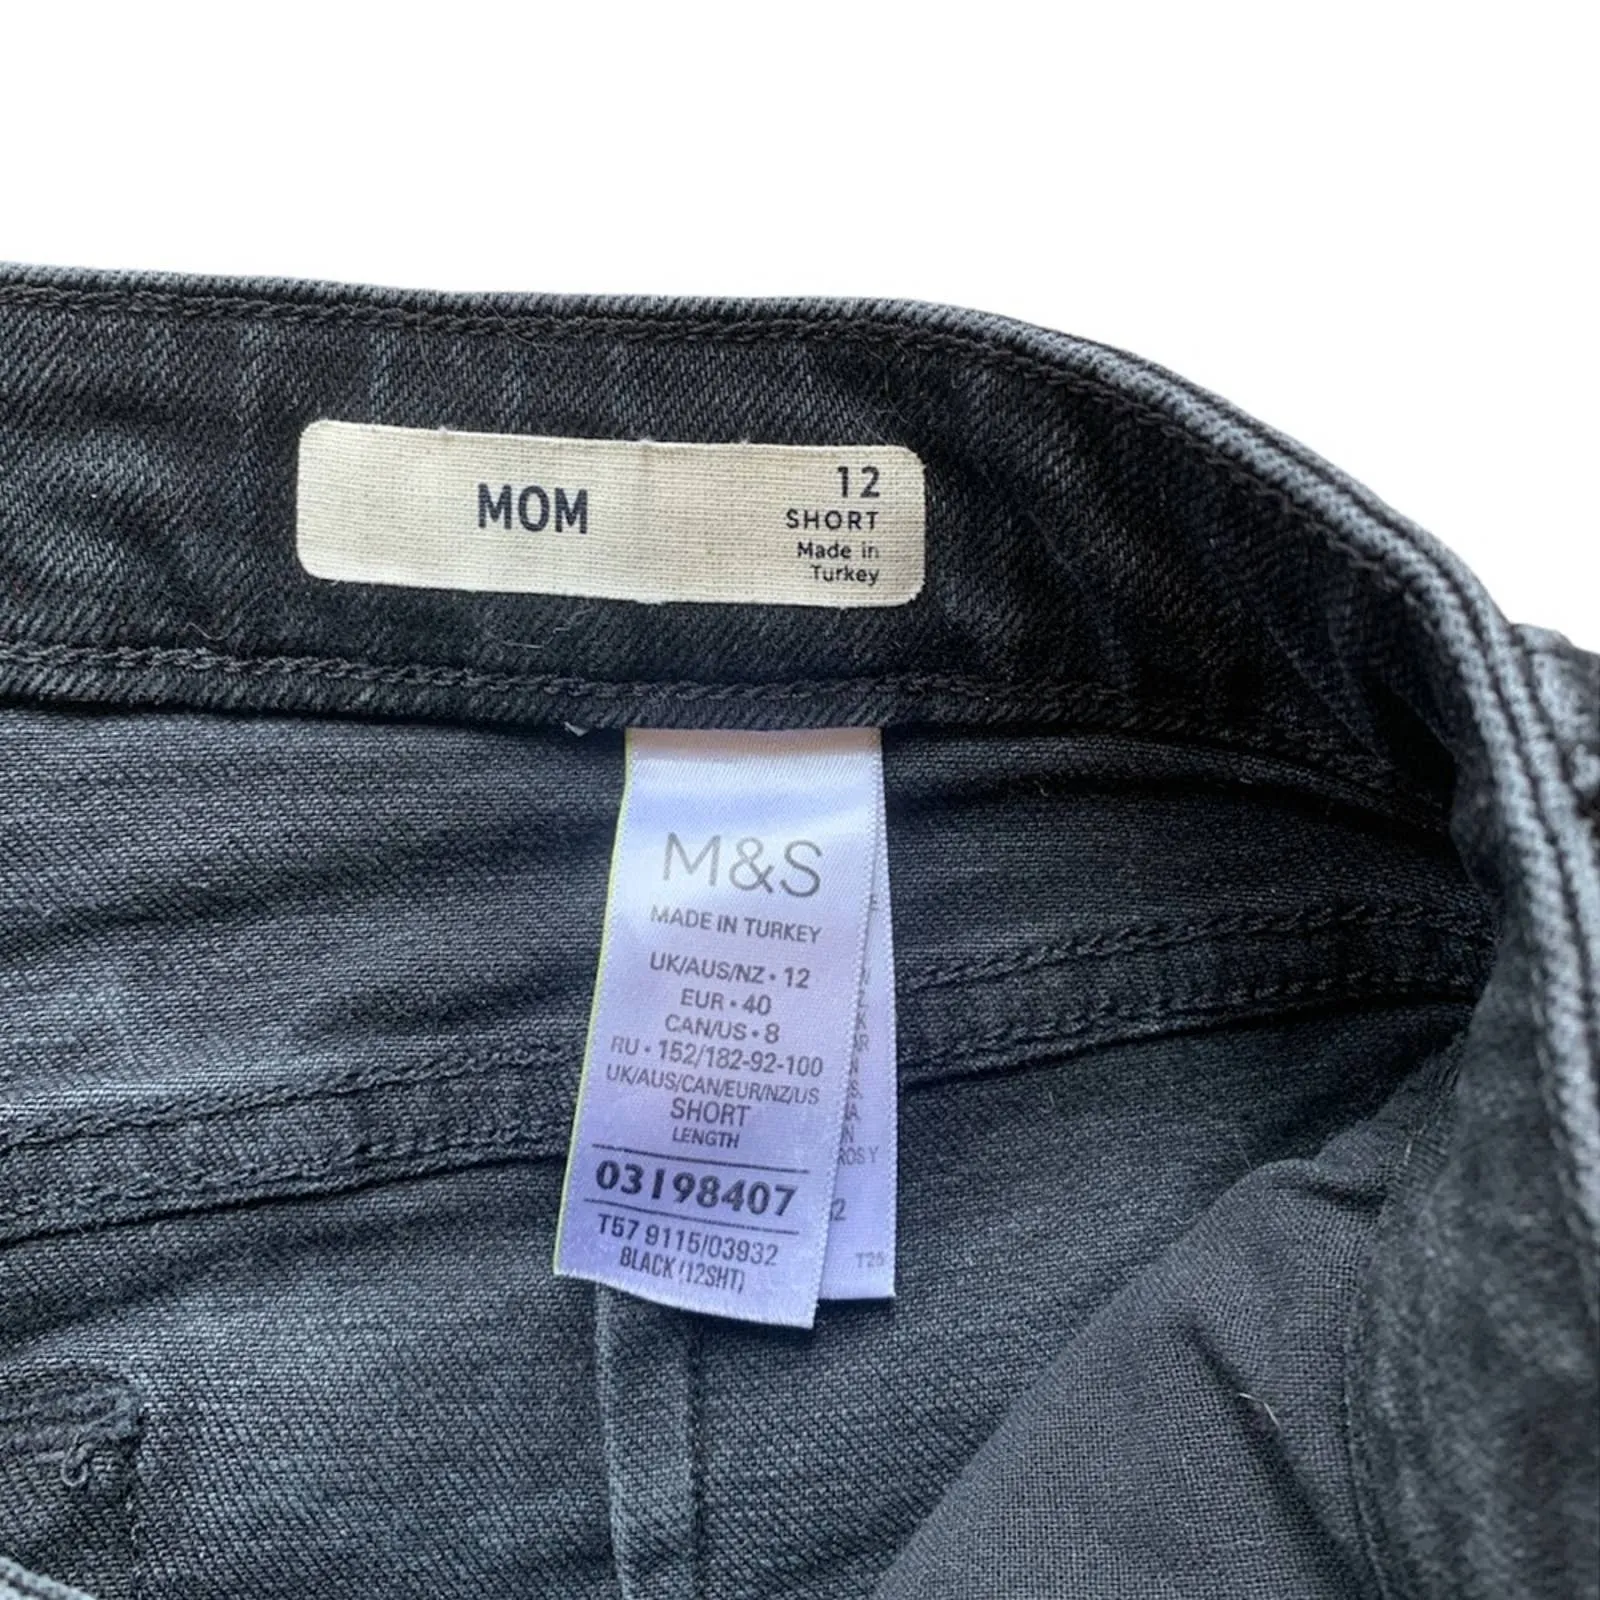 MOM
12
SHORT
Made in
Turkey
M&S
MADE IN TURKEY
UK/AUS/NZ • 12
EUR • 40
CAN/US • 8
RU • 152/182-92-100
UK/AUS/CAN/EUR/NZ/US
SHORT
LENGTH
03198407
T57 9115/03932
BLACK (12SHT)